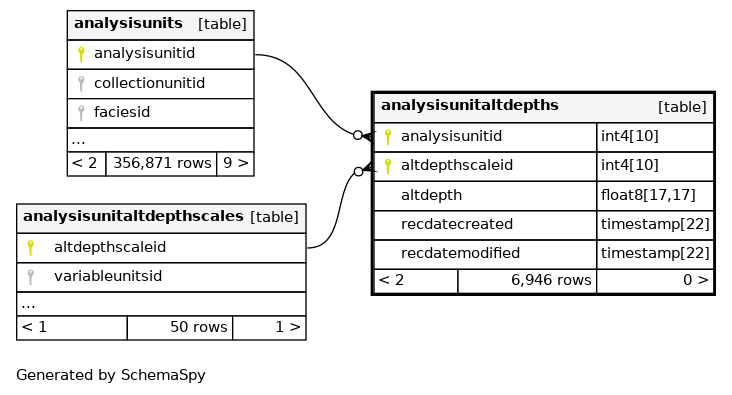 analysisunits [table]
analysisunitid
collectionunitid
faciesid
...
< 2 356,871 rows 9 >
analysisunitaltdepthscales [table]
altdepthscaleid
variableunitsid
...
< 1 50 rows 1 >
analysisunitaltdepths [table]
analysisunitid int4[10]
altdepthscaleid int4[10]
altdepth float8[17,17]
recdatecreated timestamp[22]
recdatemodified timestamp[22]
< 2 6,946 rows 0 >
Generated by SchemaSpy